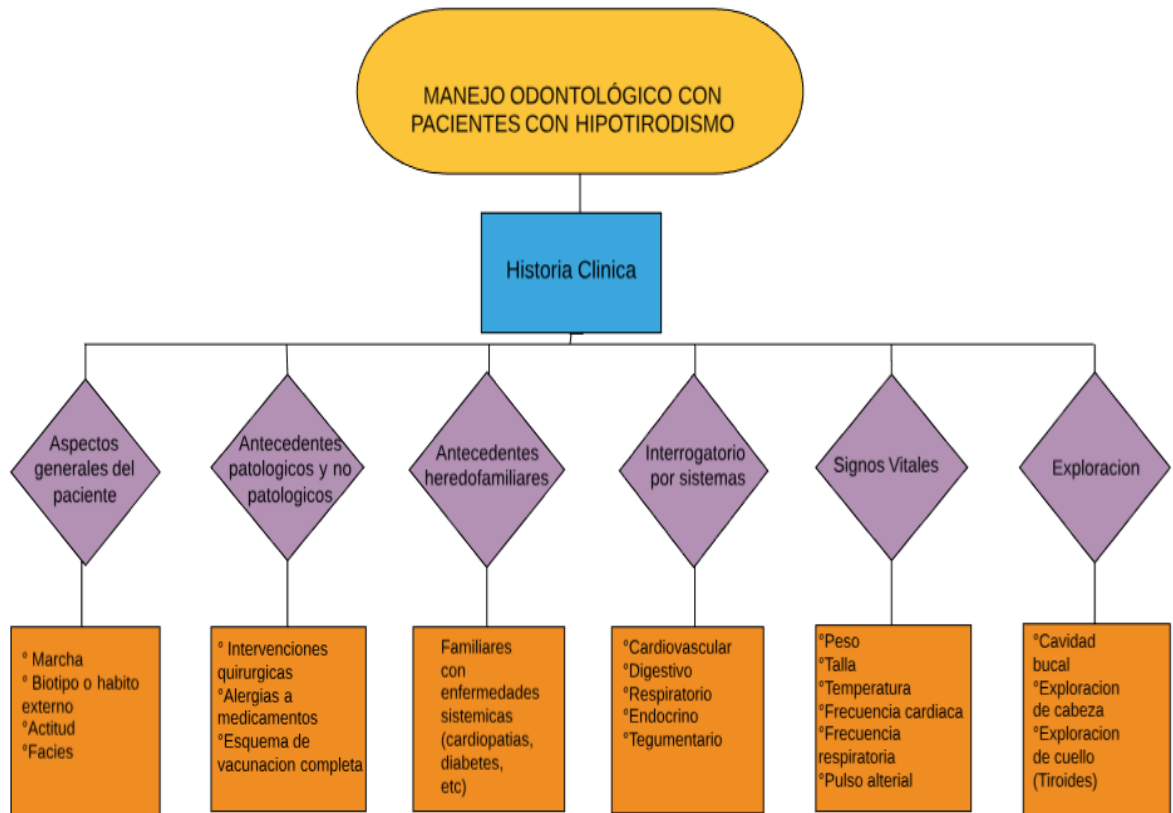 MANEJO ODONTOLÓGICO CON
PACIENTES CON HIPOTIRODISMO
Historia Clinica
Aspectos
generales del
paciente
Antecedentes
patologicos y no
patologicos
Antecedentes
heredofamiliares
Interrogatorio
por sistemas
Signos Vitales
Exploracion
° Marcha
° Biotipo o habito
externo
°Actitud
°Facies
° Intervenciones
quirurgicas
°Alergias a
medicamentos
°Esquema de
vacunacion completa
Familiares
con
enfermedades
sistemicas
(cardiopatias,
diabetes,
etc)
°Cardiovascular
°Digestivo
°Respiratorio
°Endocrino
°Tegumentario
°Peso
°Talla
°Temperatura
°Frecuencia cardiaca
°Frecuencia
respiratoria
°Pulso alterial
°Cavidad
bucal
°Exploracion
de cabeza
°Exploracion
de cuello
(Tiroides)